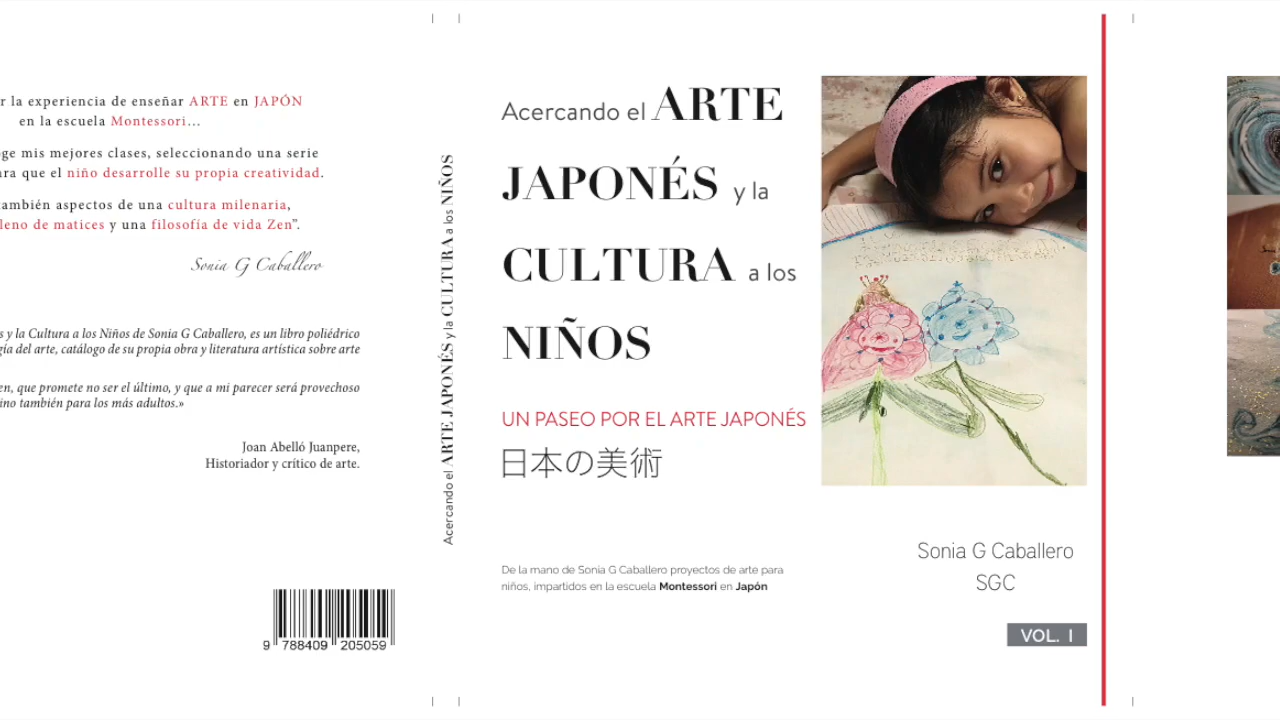 r la experiencia de enseñar ARTE en JAPÓN
en la escuela Montessori...
ge mis mejores clases, seleccionando una serie
ra que el niño desarrolle su propia creatividad.
también aspectos de una cultura milenaria,
leno de matices y una filosofía de vida Zen”.
Sonia G Caballero
s y la Cultura a los Niños de Sonia G Caballero, es un libro poliédrico
gía del arte, catálogo de su propia obra y literatura artística sobre arte
en, que promete no ser el último, y que a mi parecer será provechoso
ino también para los más adultos.»
Joan Abelló Juanpere,
Historiador y crítico de arte.
9 788409 205059
Acercando el ARTE JAPONÉS y la CULTURA a los NIÑOS
Acercando el ARTE
JAPONÉS y la
CULTURA a los
NIÑOS
UN PASEO POR EL ARTE JAPONÉS
日本の美術
De la mano de Sonia G Caballero proyectos de arte para
niños, impartidos en la escuela Montessori en Japón
Sonia G Caballero
SGC
VOL. I